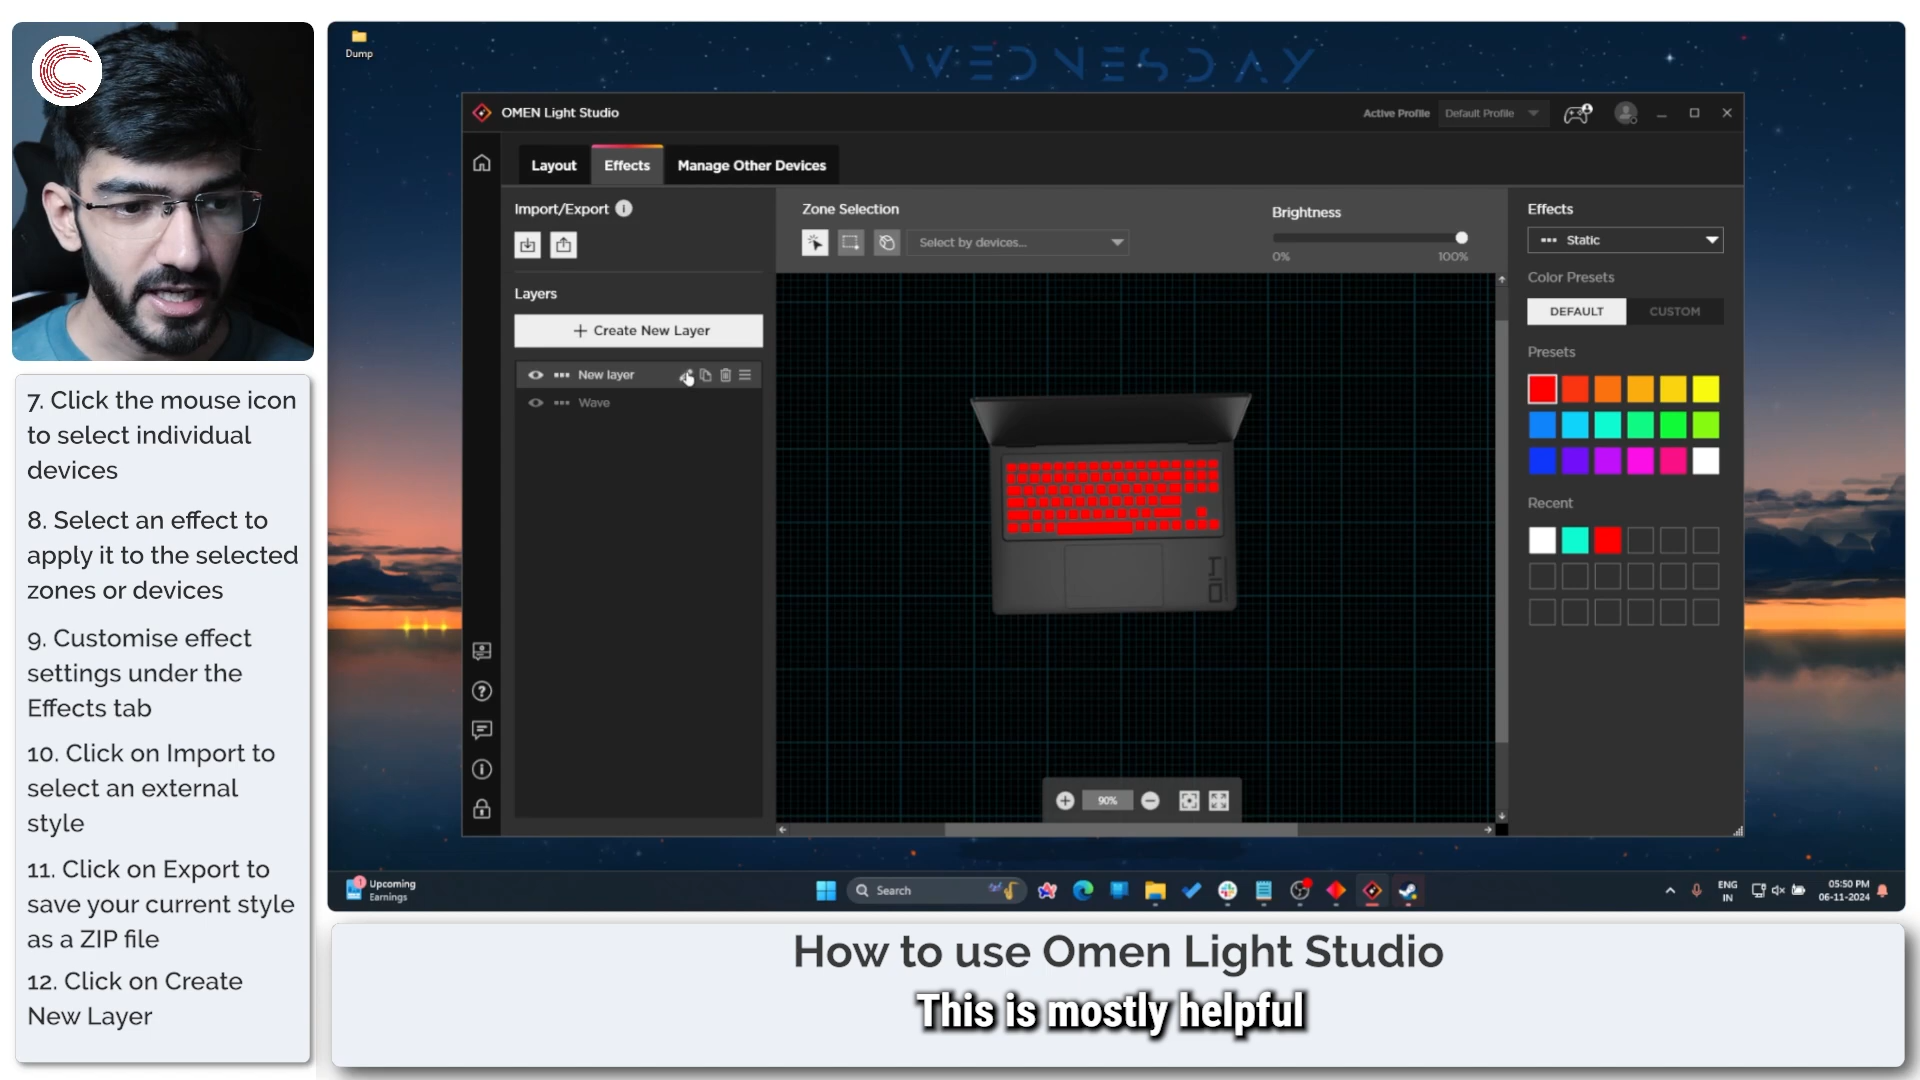 7. Click the mouse icon
to select individual
devices
8. Select an effect to
apply it to the selected
zones or devices
9. Customise effect
settings under the
Effects tab
10. Click on Import to
select an external
style
11. Click on Export to
save your current style
as a ZIP file
12. Click on Create
New Layer
Dump
WEDNESDAY
OMEN Light Studio
Active Profile
Default Profile
Layout
Effects
Manage Other Devices
Import/Export
Zone Selection
Select by devices...
Brightness
0%
100%
Layers
+ Create New Layer
New layer
Wave
90%
Effects
Static
Color Presets
DEFAULT
CUSTOM
Presets
Recent
1
Upcoming
Earnings
Search
ENG
IN
05:50 PM
06-11-2024
How to use Omen Light Studio
This is mostly helpful